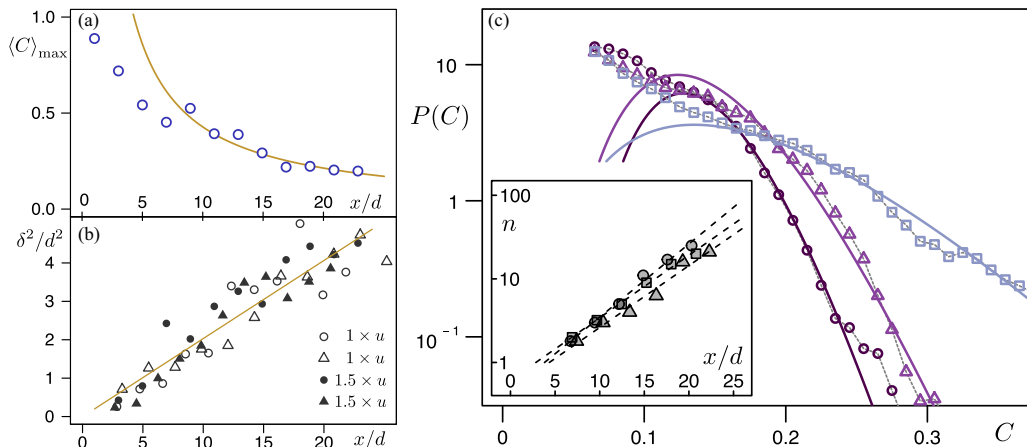 (a)
1.0
⟨C⟩max
0.5
0.0
0 5 10 15 20 x/d
(b)
δ²/d²
4
3
2
1
0
1 × u
1 × u
1.5 × u
1.5 × u
0 5 10 15 20 x/d
(c)
10
P(C)
1
10⁻¹
0 0.1 0.2 0.3 C
100
n
10
1
x/d
0 5 10 15 20 25